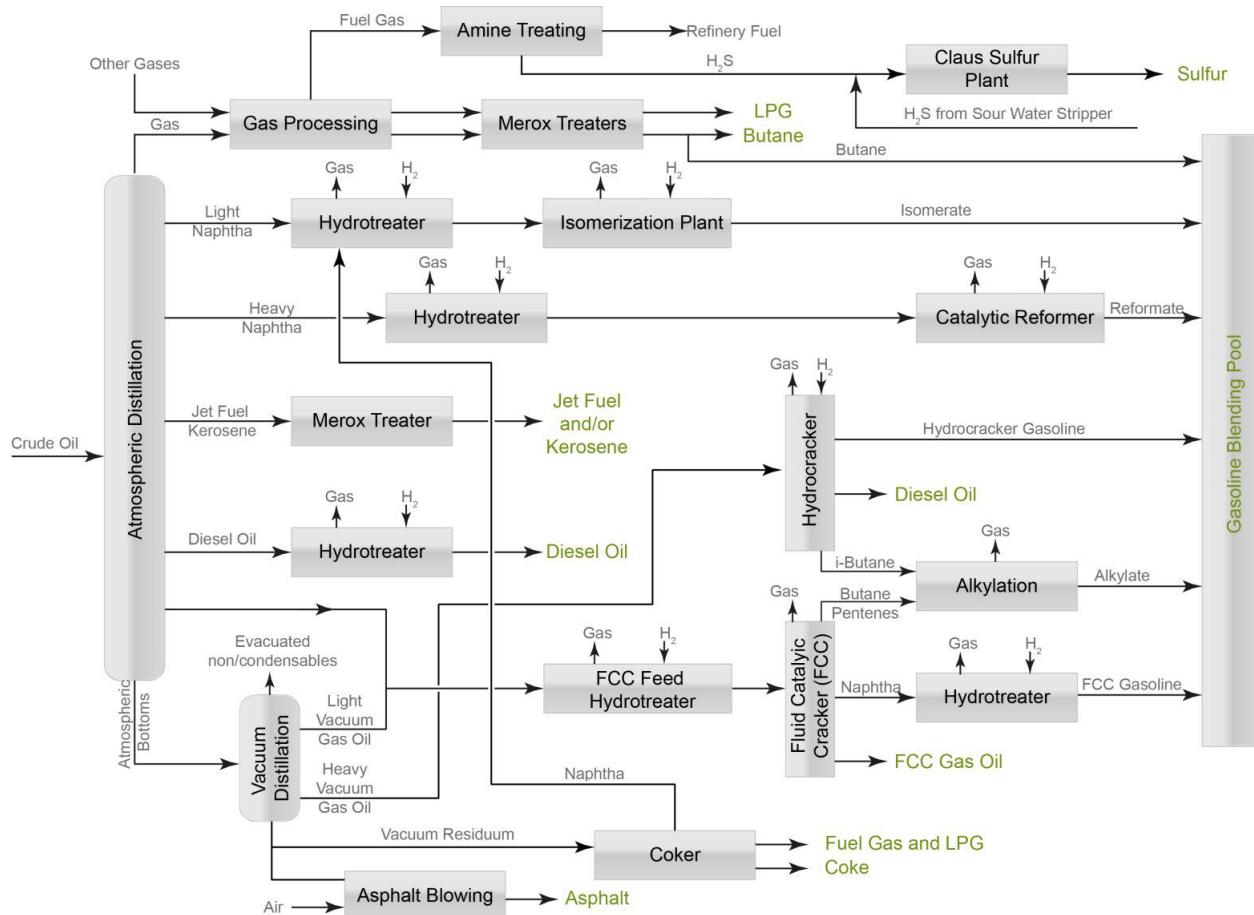 Fuel Gas
Amine Treating
Refinery Fuel
Other Gases
H₂S
Claus Sulfur
Plant
Sulfur
Gas
Gas Processing
Merox Treaters
LPG
Butane
H₂S from Sour Water Stripper
Butane
Gas
H₂
Gas
H₂
Light
Naphtha
Hydrotreater
Isomerization Plant
Isomerate
Gas
H₂
Gas
H₂
Heavy
Naphtha
Hydrotreater
Catalytic Reformer
Reformate
Gasoline Blending Pool
Gas
H₂
Crude Oil
Atmospheric Distillation
Jet Fuel
Kerosene
Merox Treater
Jet Fuel
and/or
Kerosene
Hydrocracker
Hydrocracker Gasoline
Diesel Oil
Gas
H₂
Diesel Oil
Hydrotreater
Diesel Oil
i-Butane
Gas
Alkylation
Alkylate
Gas
Butane
Pentenes
Evacuated
non/condensables
Gas
H₂
FCC Feed
Hydrotreater
Fluid Catalyic
Cracker (FCC)
Naphtha
Gas
H₂
Hydrotreater
FCC Gasoline
FCC Gas Oil
Atmospheric
Bottoms
Vacuum
Distillation
Light
Vacuum
Gas Oil
Heavy
Vacuum
Gas Oil
Naphtha
Vacuum Residuum
Coker
Fuel Gas and LPG
Coke
Air
Asphalt Blowing
Asphalt